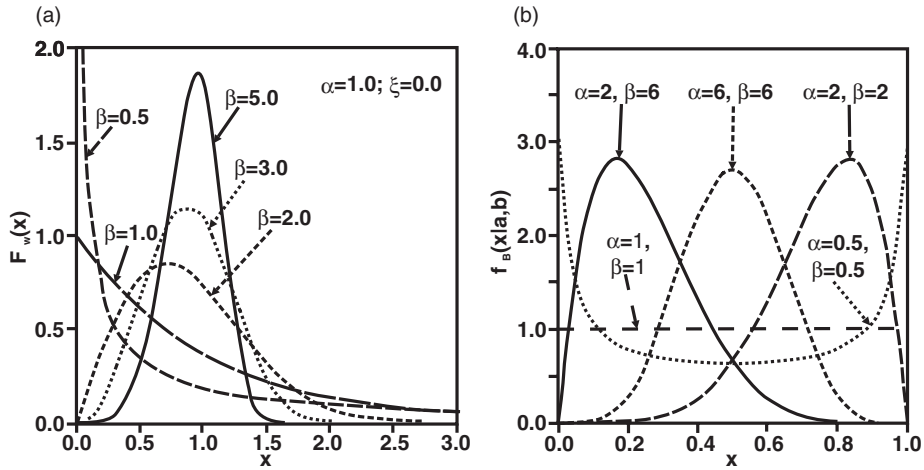 (a)
2.0
1.5
1.0
0.5
0.0
F_w(x)
α=1.0; ξ=0.0
β=5.0
β=0.5
β=3.0
β=1.0
β=2.0
0.0 0.5 1.0 1.5 2.0 2.5 3.0
x
(b)
4.0
3.0
2.0
1.0
0.0
f_B(x|a,b)
α=2, β=6
α=6, β=6
α=2, β=2
α=1,
β=1
α=0.5,
β=0.5
0.0 0.2 0.4 0.6 0.8 1.0
x